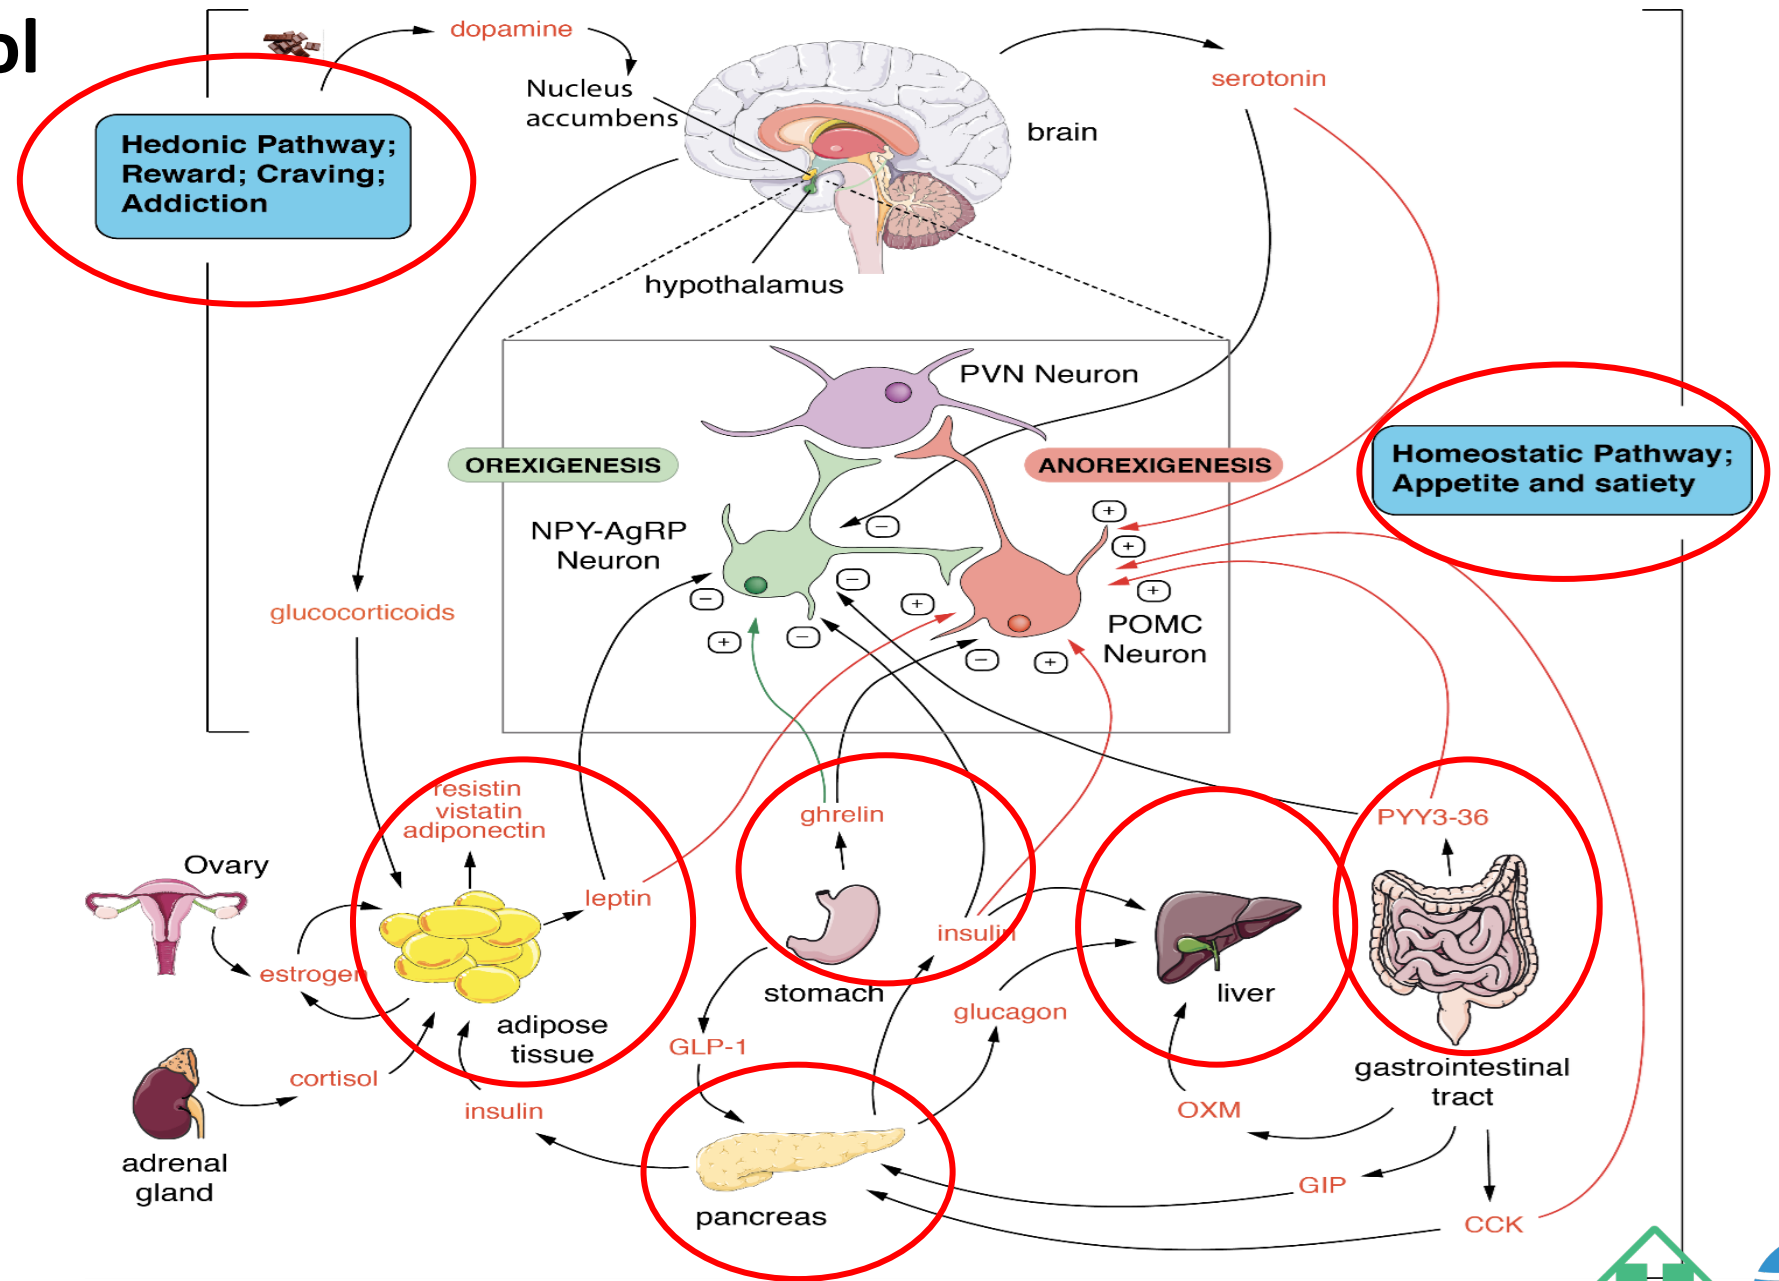 ol
dopamine
Nucleus
accumbens
brain
serotonin
Hedonic Pathway;
Reward; Craving;
Addiction
hypothalamus
PVN Neuron
OREXIGENESIS
ANOREXIGENESIS
Homeostatic Pathway;
Appetite and satiety
NPY-AgRP
Neuron
−
+
+
−
−
+
+
+
−
−
+
POMC
Neuron
glucocorticoids
resistin
vistatin
adiponectin
ghrelin
PYY3-36
Ovary
leptin
insulin
estrogen
stomach
liver
glucagon
adipose
tissue
GLP-1
gastrointestinal
tract
cortisol
insulin
OXM
adrenal
gland
GIP
pancreas
CCK